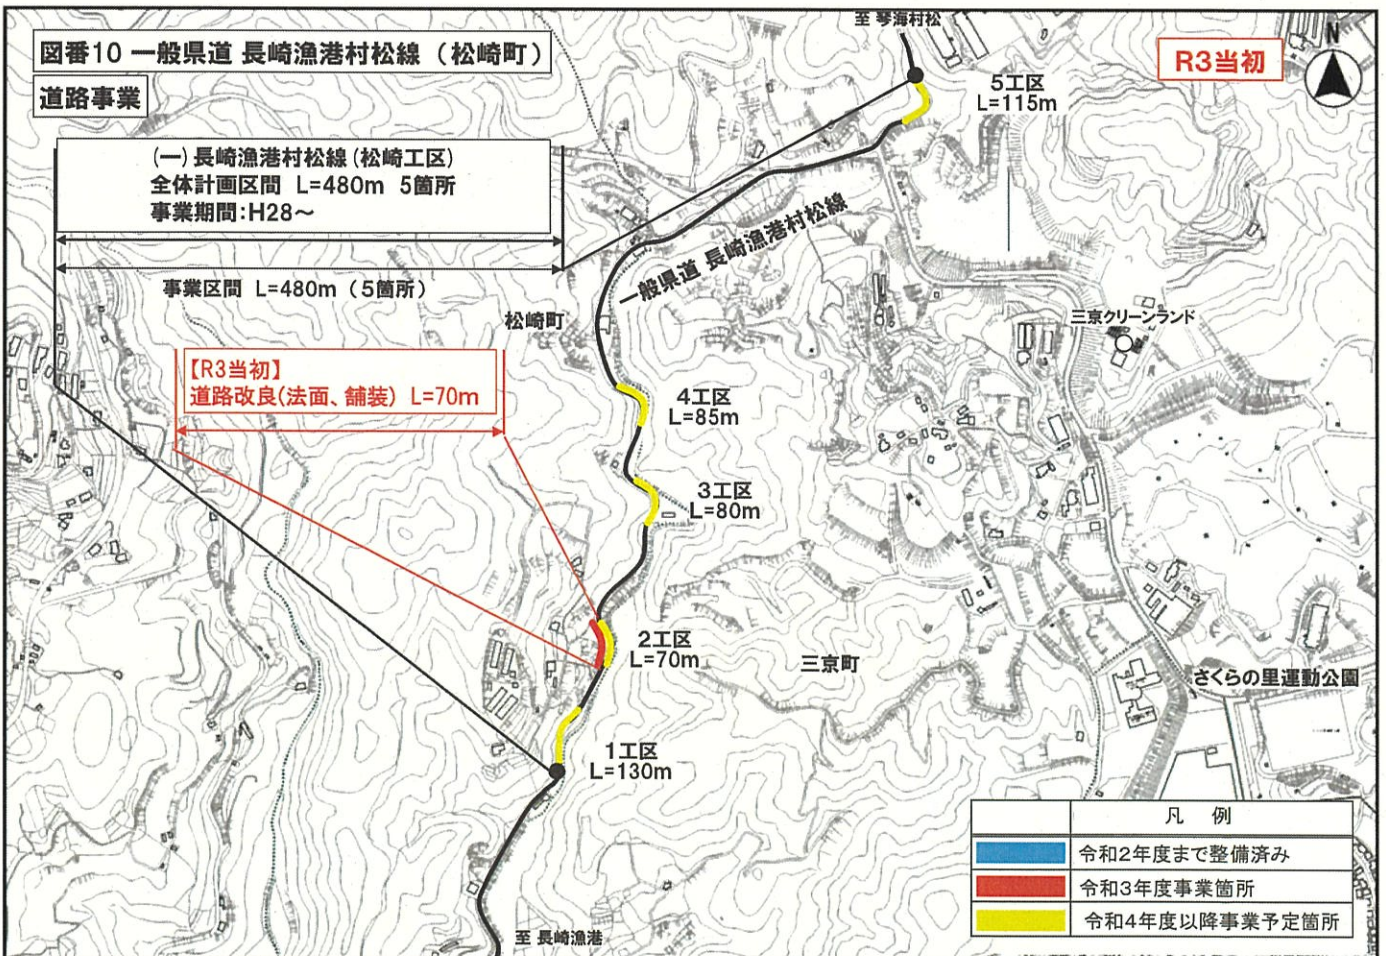 至 琴海村松
図番10 一般県道 長崎漁港村松線（松崎町）
道路事業
R3当初
N
5工区
L=115m
(一)長崎漁港村松線(松崎工区)
全体計画区間 L=480m 5箇所
事業期間:H28～
一般県道 長崎漁港村松線
事業区間 L=480m（5箇所）
松崎町
三京クリーンランド
【R3当初】
道路改良(法面、舗装) L=70m
4工区
L=85m
3工区
L=80m
2工区
L=70m
三京町
さくらの里運動公園
1工区
L=130m
凡 例
令和2年度まで整備済み
令和3年度事業箇所
令和4年度以降事業予定箇所
至 長崎漁港